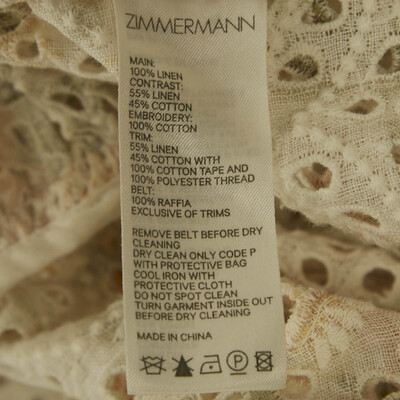 ZIMMERMANN
MAIN:
100% LINEN
CONTRAST:
55% LINEN
45% COTTON
EMBROIDERY:
100% COTTON
TRIM:
55% LINEN
45% COTTON WITH
100% COTTON TAPE AND
100% POLYESTER THREAD
BELT:
100% RAFFIA
EXCLUSIVE OF TRIMS
REMOVE BELT BEFORE DRY
CLEANING
DRY CLEAN ONLY CODE P
WITH PROTECTIVE BAG
COOL IRON WITH
PROTECTIVE CLOTH
DO NOT SPOT CLEAN
TURN GARMENT INSIDE OUT
BEFORE DRY CLEANING
MADE IN CHINA
P